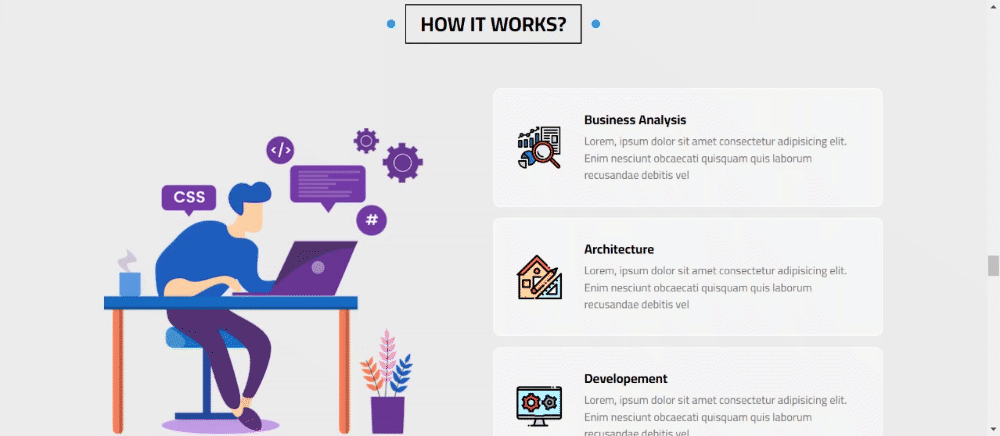 HOW IT WORKS?
</>
CSS
#
Business Analysis
Lorem, ipsum dolor sit amet consectetur adipisicing elit.
Enim nesciunt obcaecati quisquam quis laborum
recusandae debitis vel
Architecture
Lorem, ipsum dolor sit amet consectetur adipisicing elit.
Enim nesciunt obcaecati quisquam quis laborum
recusandae debitis vel
Developement
Lorem, ipsum dolor sit amet consectetur adipisicing elit.
Enim nesciunt obcaecati quisquam quis laborum
recusandae debitis vel